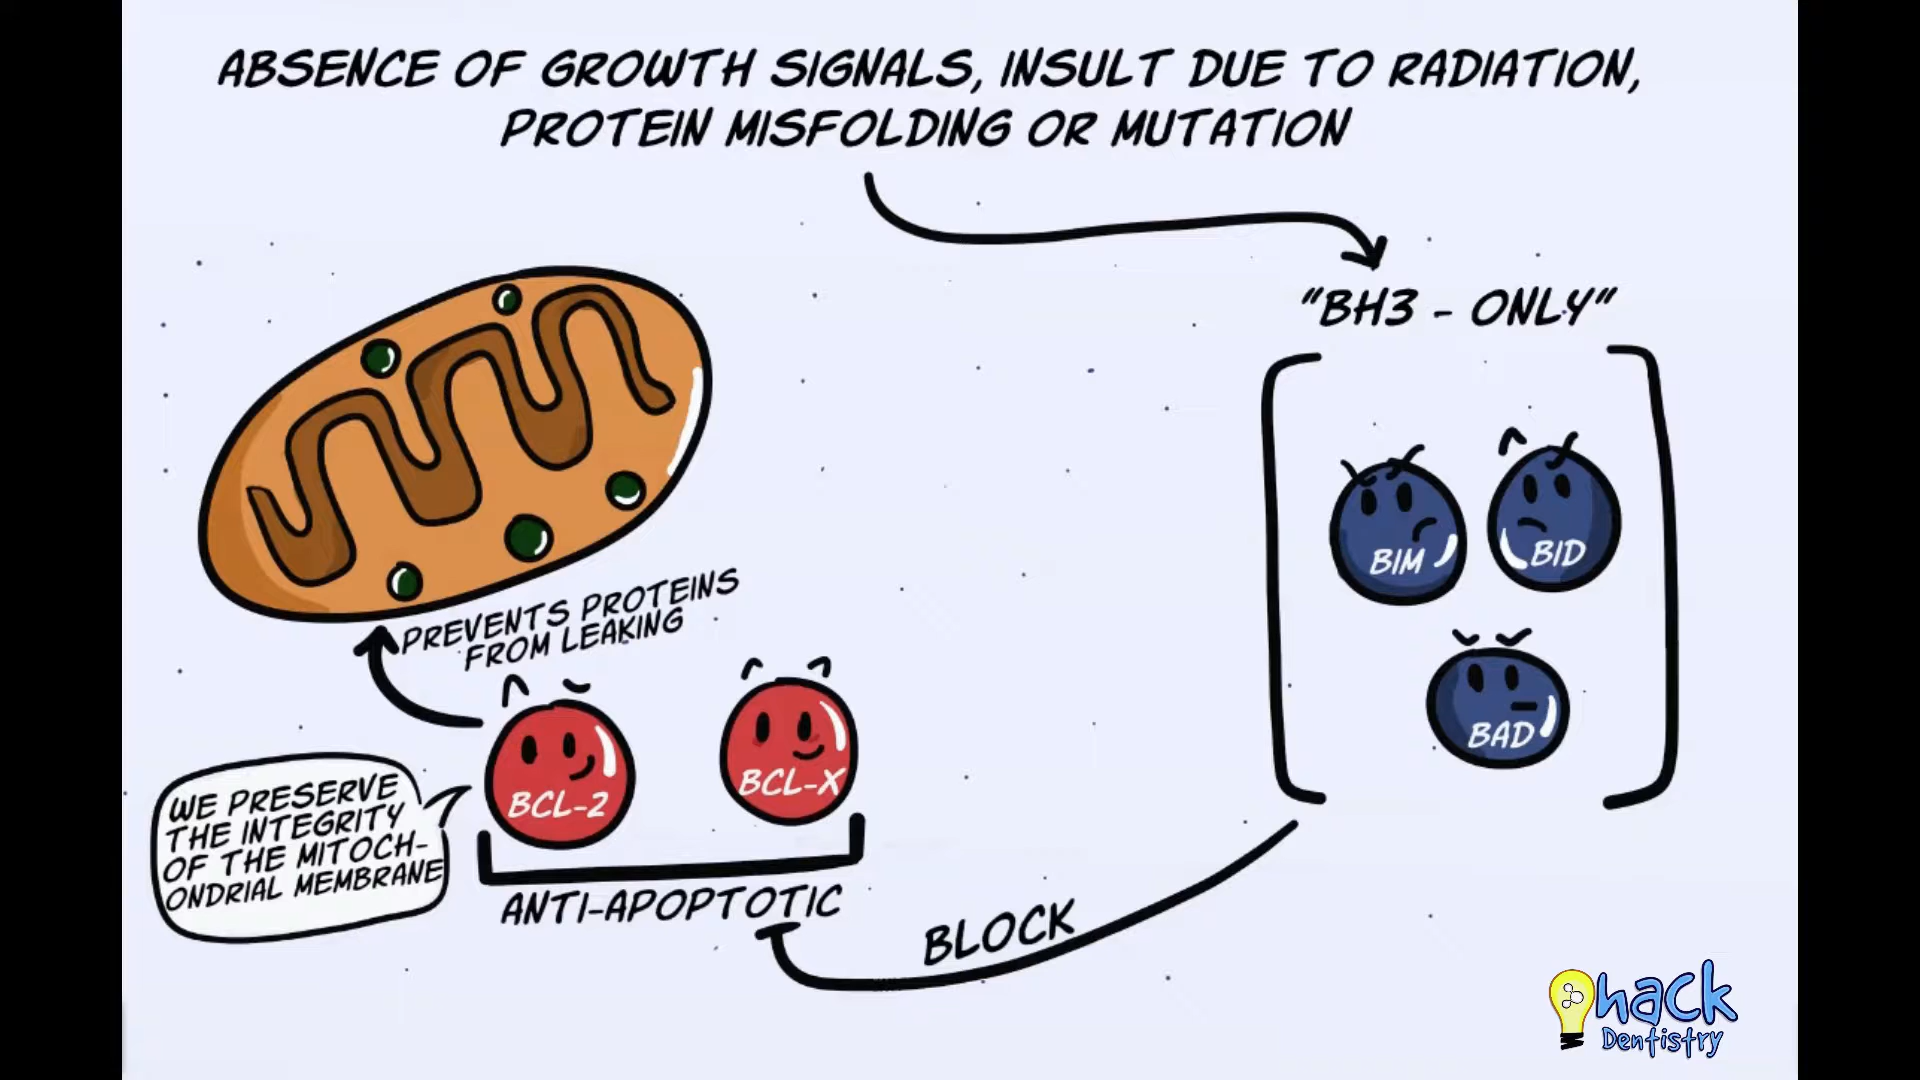 ABSENCE OF GROWTH SIGNALS, INSULT DUE TO RADIATION,
PROTEIN MISFOLDING OR MUTATION
"BH3 - ONLY"
BIM
BID
BAD
PREVENTS PROTEINS
FROM LEAKING
BCL-2
BCL-X
WE PRESERVE
THE INTEGRITY
OF THE MITOCH-
ONDRIAL MEMBRANE
ANTI-APOPTOTIC
BLOCK
hack
Dentistry